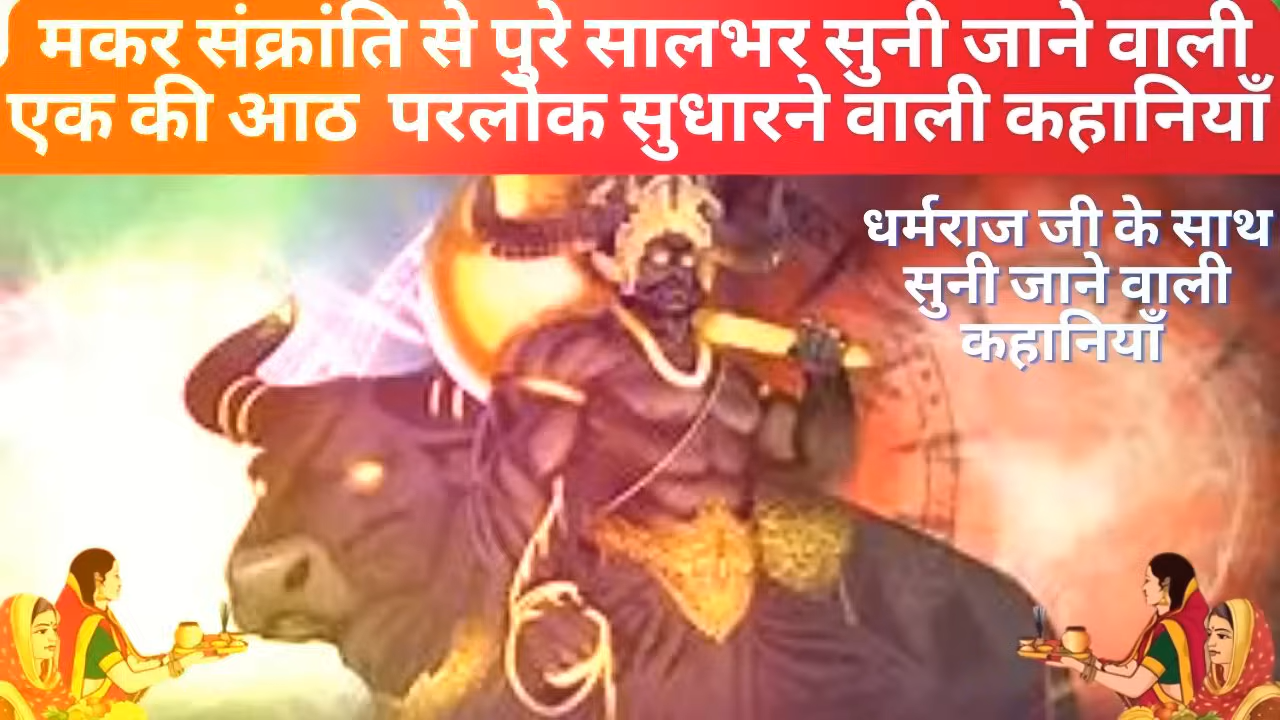 मकर संक्रांति से पुरे सालभर सुनी जाने वाली
एक की आठ परलोक सुधारने वाली कहानियाँ
धर्मराज जी के साथ
सुनी जाने वाली
कहानियाँ